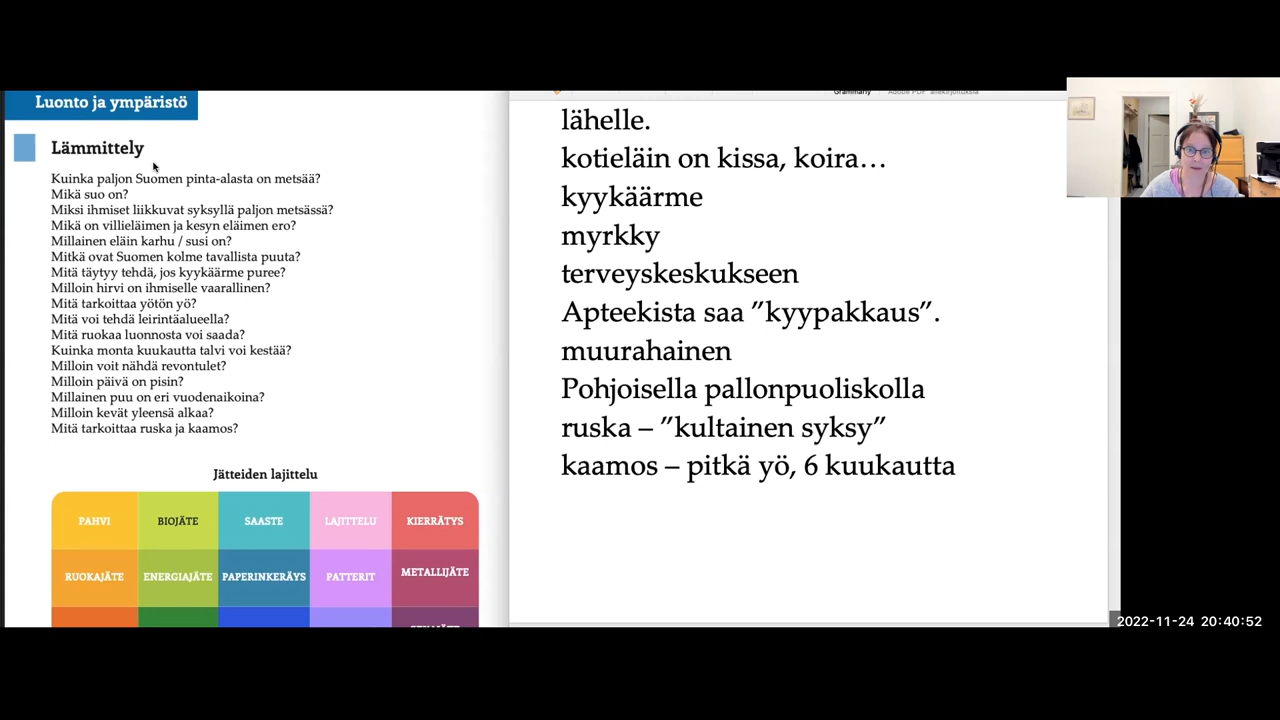 Luonto ja ympäristö
Lämmittely
Kuinka paljon Suomen pinta-alasta on metsää?
Mikä suo on?
Miksi ihmiset liikkuvat syksyllä paljon metsässä?
Mikä on villieläimen ja kesyn eläimen ero?
Millainen eläin karhu / susi on?
Mitkä ovat Suomen kolme tavallista puuta?
Mitä täytyy tehdä, jos kyykäärme puree?
Milloin hirvi on ihmiselle vaarallinen?
Mitä tarkoittaa yötön yö?
Mitä voi tehdä leirintäalueella?
Mitä ruokaa luonnosta voi saada?
Kuinka monta kuukautta talvi voi kestää?
Milloin voit nähdä revontulet?
Milloin päivä on pisin?
Millainen puu on eri vuodenaikoina?
Milloin kevät yleensä alkaa?
Mitä tarkoittaa ruska ja kaamos?
Jätteiden lajittelu
PAHVI BIOJÄTE SAASTE LAJITTELU KIERRÄTYS
RUOKAJÄTE ENERGIAJÄTE PAPERINKERÄYS PATTERIT METALLIJÄTE
Grammarly Adobe PDF allekirjoituksia
lähelle.
kotieläin on kissa, koira…
kyykäärme
myrkky
terveyskeskukseen
Apteekista saa ”kyypakkaus”.
muurahainen
Pohjoisella pallonpuoliskolla
ruska – ”kultainen syksy”
kaamos – pitkä yö, 6 kuukautta
2022-11-24 20:40:52